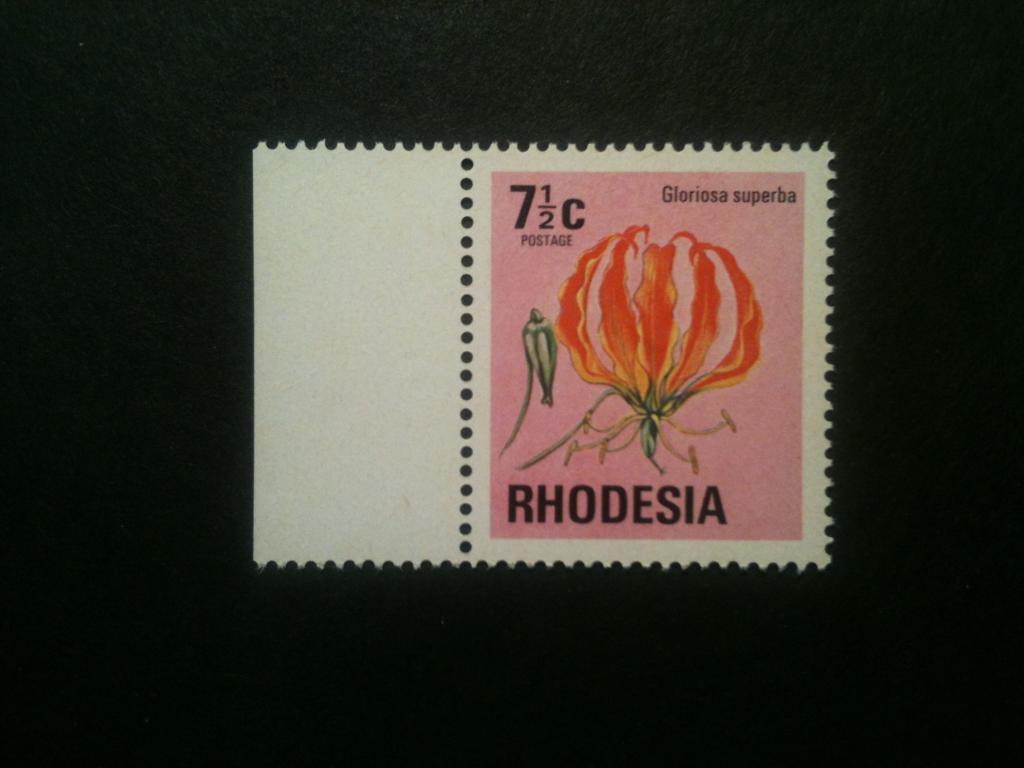 7½c
Gloriosa superba
POSTAGE
RHODESIA